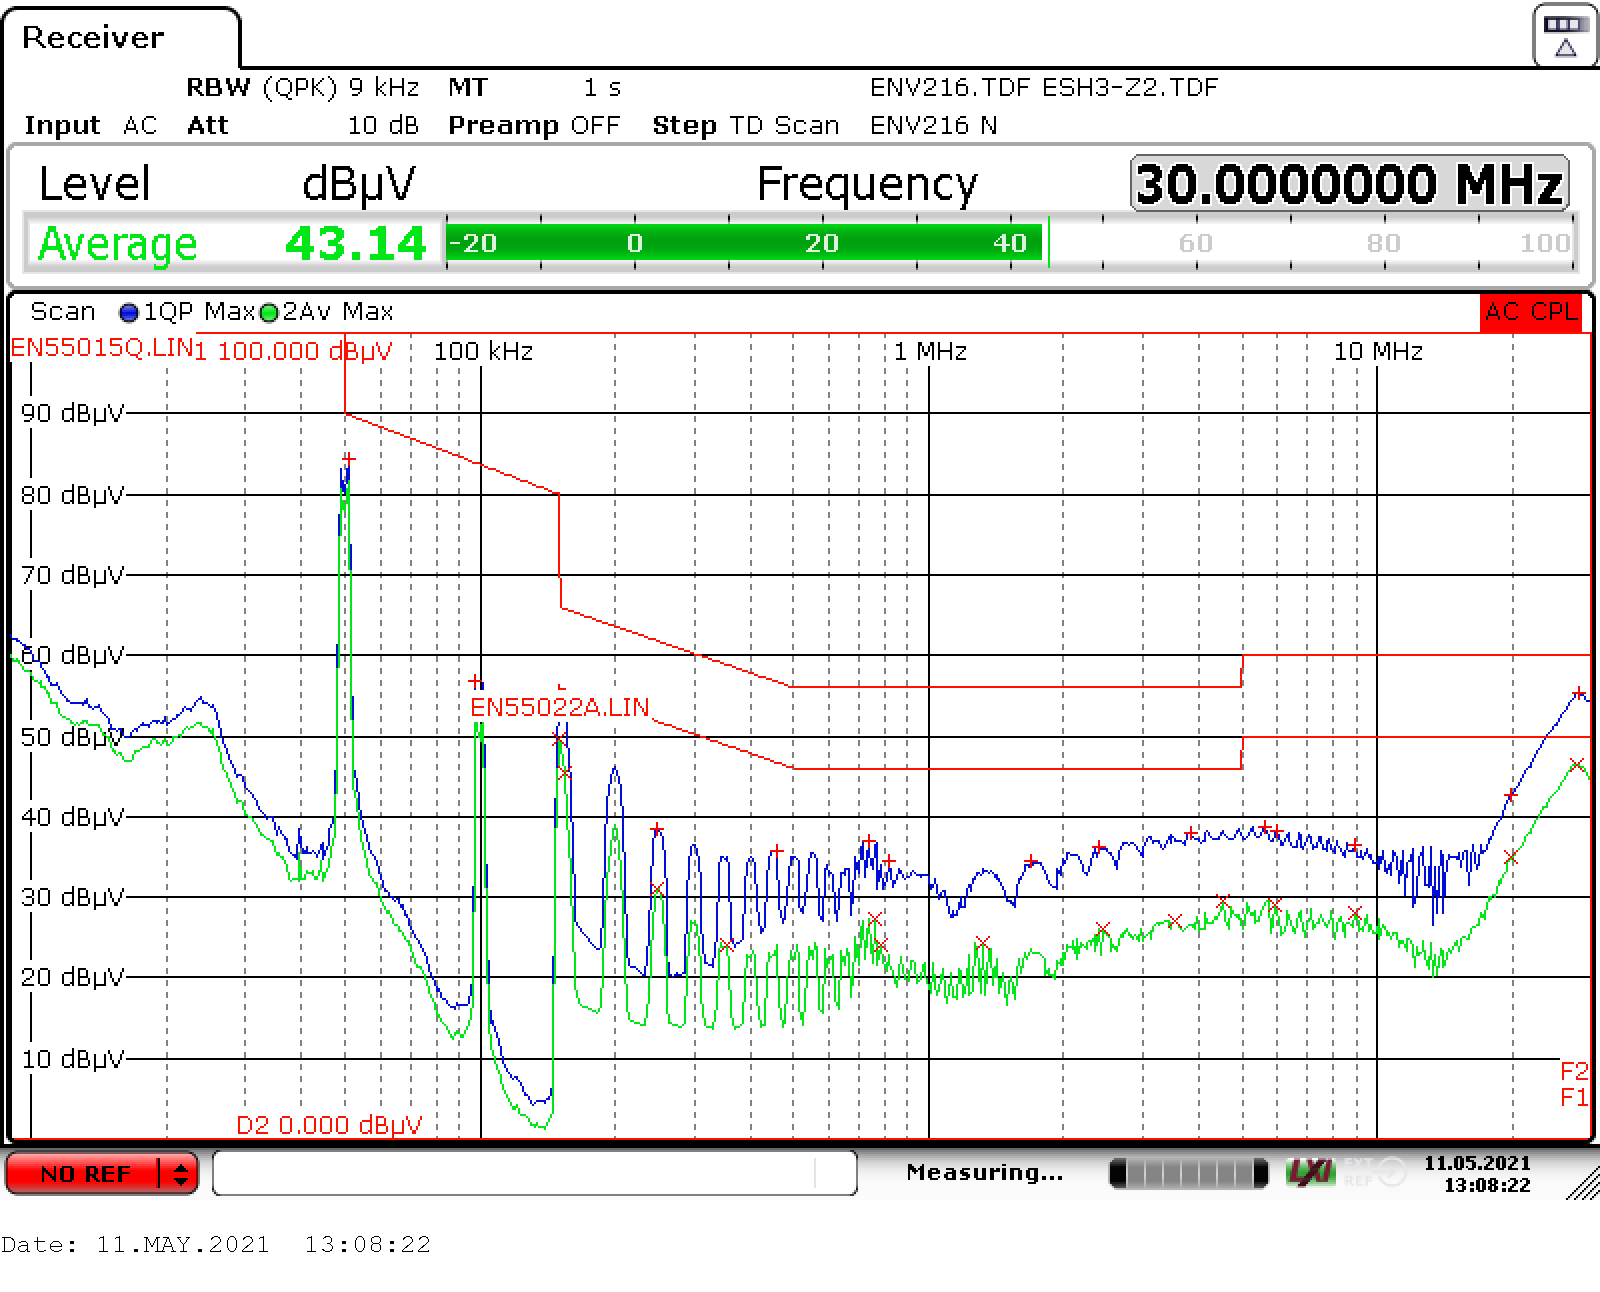 Receiver
RBW (QPK) 9 kHz MT 1 s ENV216.TDF ESH3-Z2.TDF
Input AC Att 10 dB Preamp OFF Step TD Scan ENV216 N
Level dBµV Frequency 30.0000000 MHz
Average 43.14 -20 0 20 40 60 80 100
Scan 1QP Max 2Av Max AC CPL
EN55015Q.LIN1 100.000 dBµV 100 kHz 1 MHz 10 MHz
90 dBµV
80 dBµV
70 dBµV
60 dBµV
EN55022A.LIN
50 dBµV
40 dBµV
30 dBµV
20 dBµV
10 dBµV
F2
F1
D2 0.000 dBµV
NO REF Measuring... LXI EXT REF 11.05.2021
13:08:22
Date: 11.MAY.2021 13:08:22